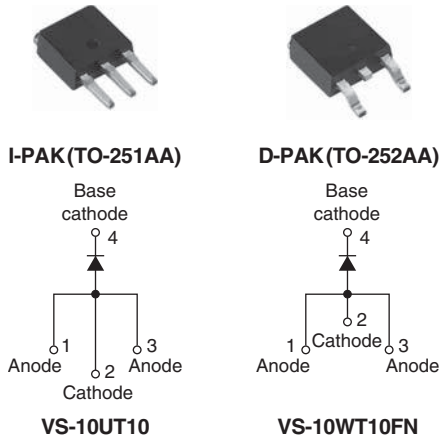 I-PAK (TO-251AA)
D-PAK (TO-252AA)
Base
cathode
4
1
Anode
2
Cathode
3
Anode
VS-10UT10
Base
cathode
4
1
Anode
2
Cathode
3
Anode
VS-10WT10FN